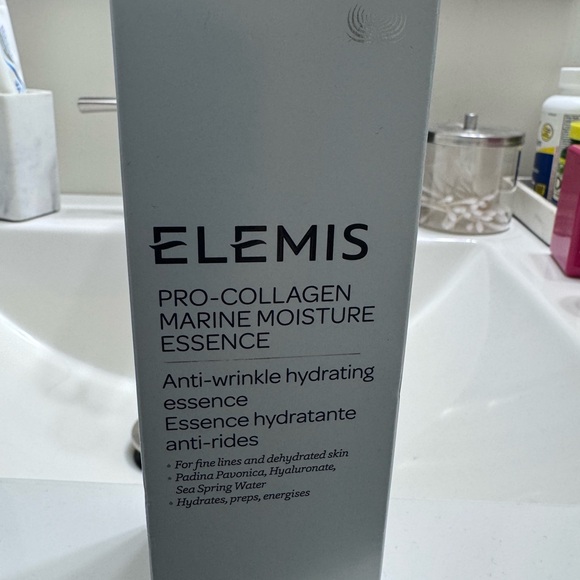 ELEMIS
PRO-COLLAGEN
MARINE MOISTURE
ESSENCE
Anti-wrinkle hydrating
essence
Essence hydratante
anti-rides
• For fine lines and dehydrated skin
• Padina Pavonica, Hyaluronate,
Sea Spring Water
• Hydrates, preps, energises